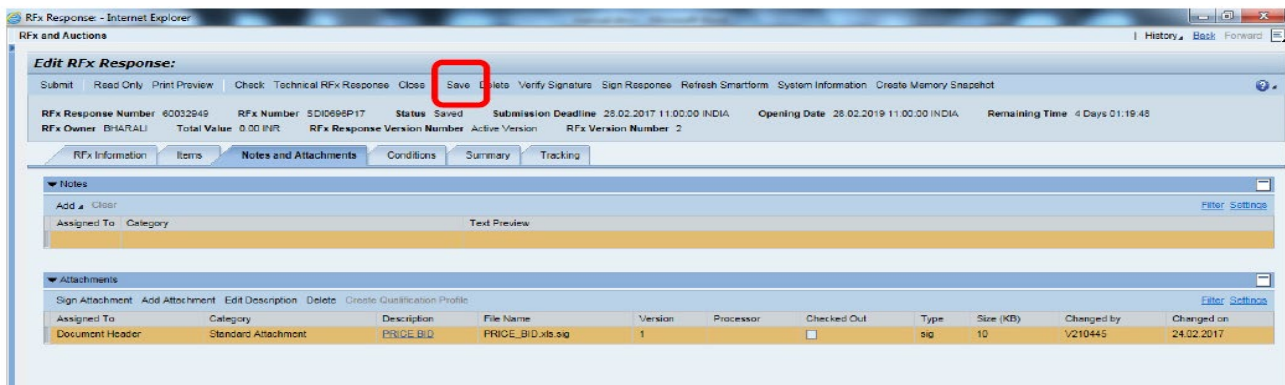 RFx Response: - Internet Explorer
RFx and Auctions History Back Forward
Edit RFx Response:
Submit Read Only Print Preview Check Technical RFx Response Close Save Delete Verify Signature Sign Response Refresh Smartform System Information Create Memory Snapshot
RFx Response Number 60032949 RFx Number SDI0696P17 Status Saved Submission Deadline 28.02.2017 11:00:00 INDIA Opening Date 28.02.2019 11:00:00 INDIA Remaining Time 4 Days 01:19:48
RFx Owner BHARALI Total Value 0.00 INR RFx Response Version Number Active Version RFx Version Number 2
RFx Information Items Notes and Attachments Conditions Summary Tracking
Notes
Add Clear Filter Settings
Assigned To Category Text Preview
Attachments
Sign Attachment Add Attachment Edit Description Delete Create Qualification Profile Filter Settings
Assigned To Category Description File Name Version Processor Checked Out Type Size (KB) Changed by Changed on
Document Header Standard Attachment PRICE BID PRICE_BID.xls.sig 1 sig 10 V210445 24.02.2017